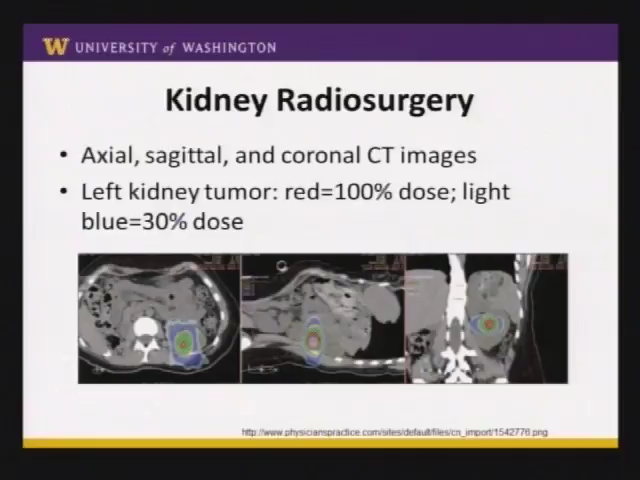 W UNIVERSITY of WASHINGTON
Kidney Radiosurgery
• Axial, sagittal, and coronal CT images
• Left kidney tumor: red=100% dose; light
blue=30% dose
http://www.physicianspractice.com/sites/default/files/cn_import/1542776.png